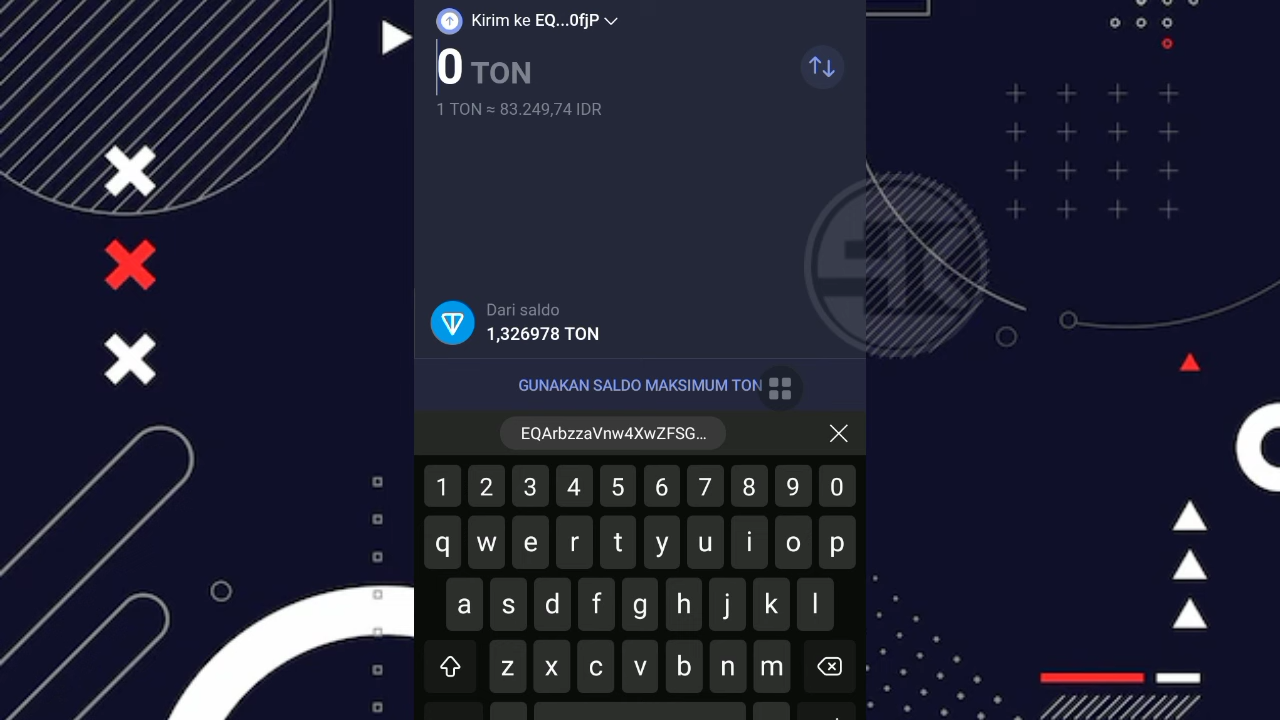 Kirim ke EQ...0fjP
0 TON
1 TON ≈ 83.249,74 IDR
Dari saldo
1,326978 TON
GUNAKAN SALDO MAKSIMUM TON
EQArbzzaVnw4XwZFSG...
1 2 3 4 5 6 7 8 9 0
q w e r t y u i o p
a s d f g h j k l
z x c v b n m